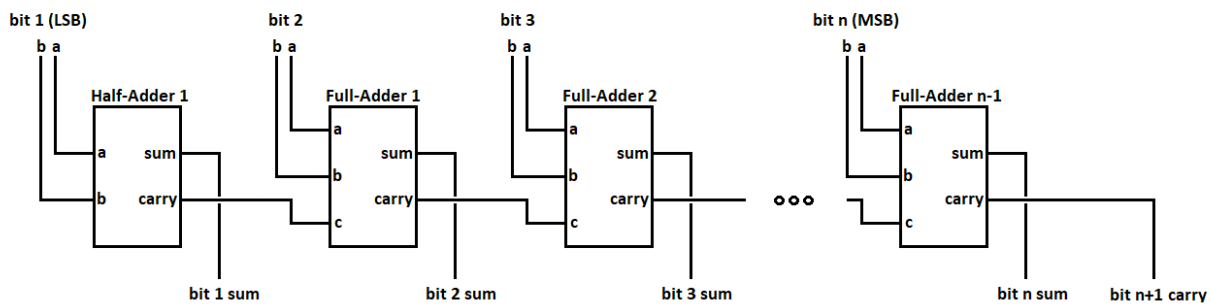 bit 1 (LSB)
b a
Half-Adder 1
a
b
sum
carry
bit 1 sum
bit 2
b a
Full-Adder 1
a
b
c
sum
carry
bit 2 sum
bit 3
b a
Full-Adder 2
a
b
c
sum
carry
bit 3 sum
bit n (MSB)
b a
Full-Adder n-1
a
b
c
sum
carry
bit n sum
bit n+1 carry